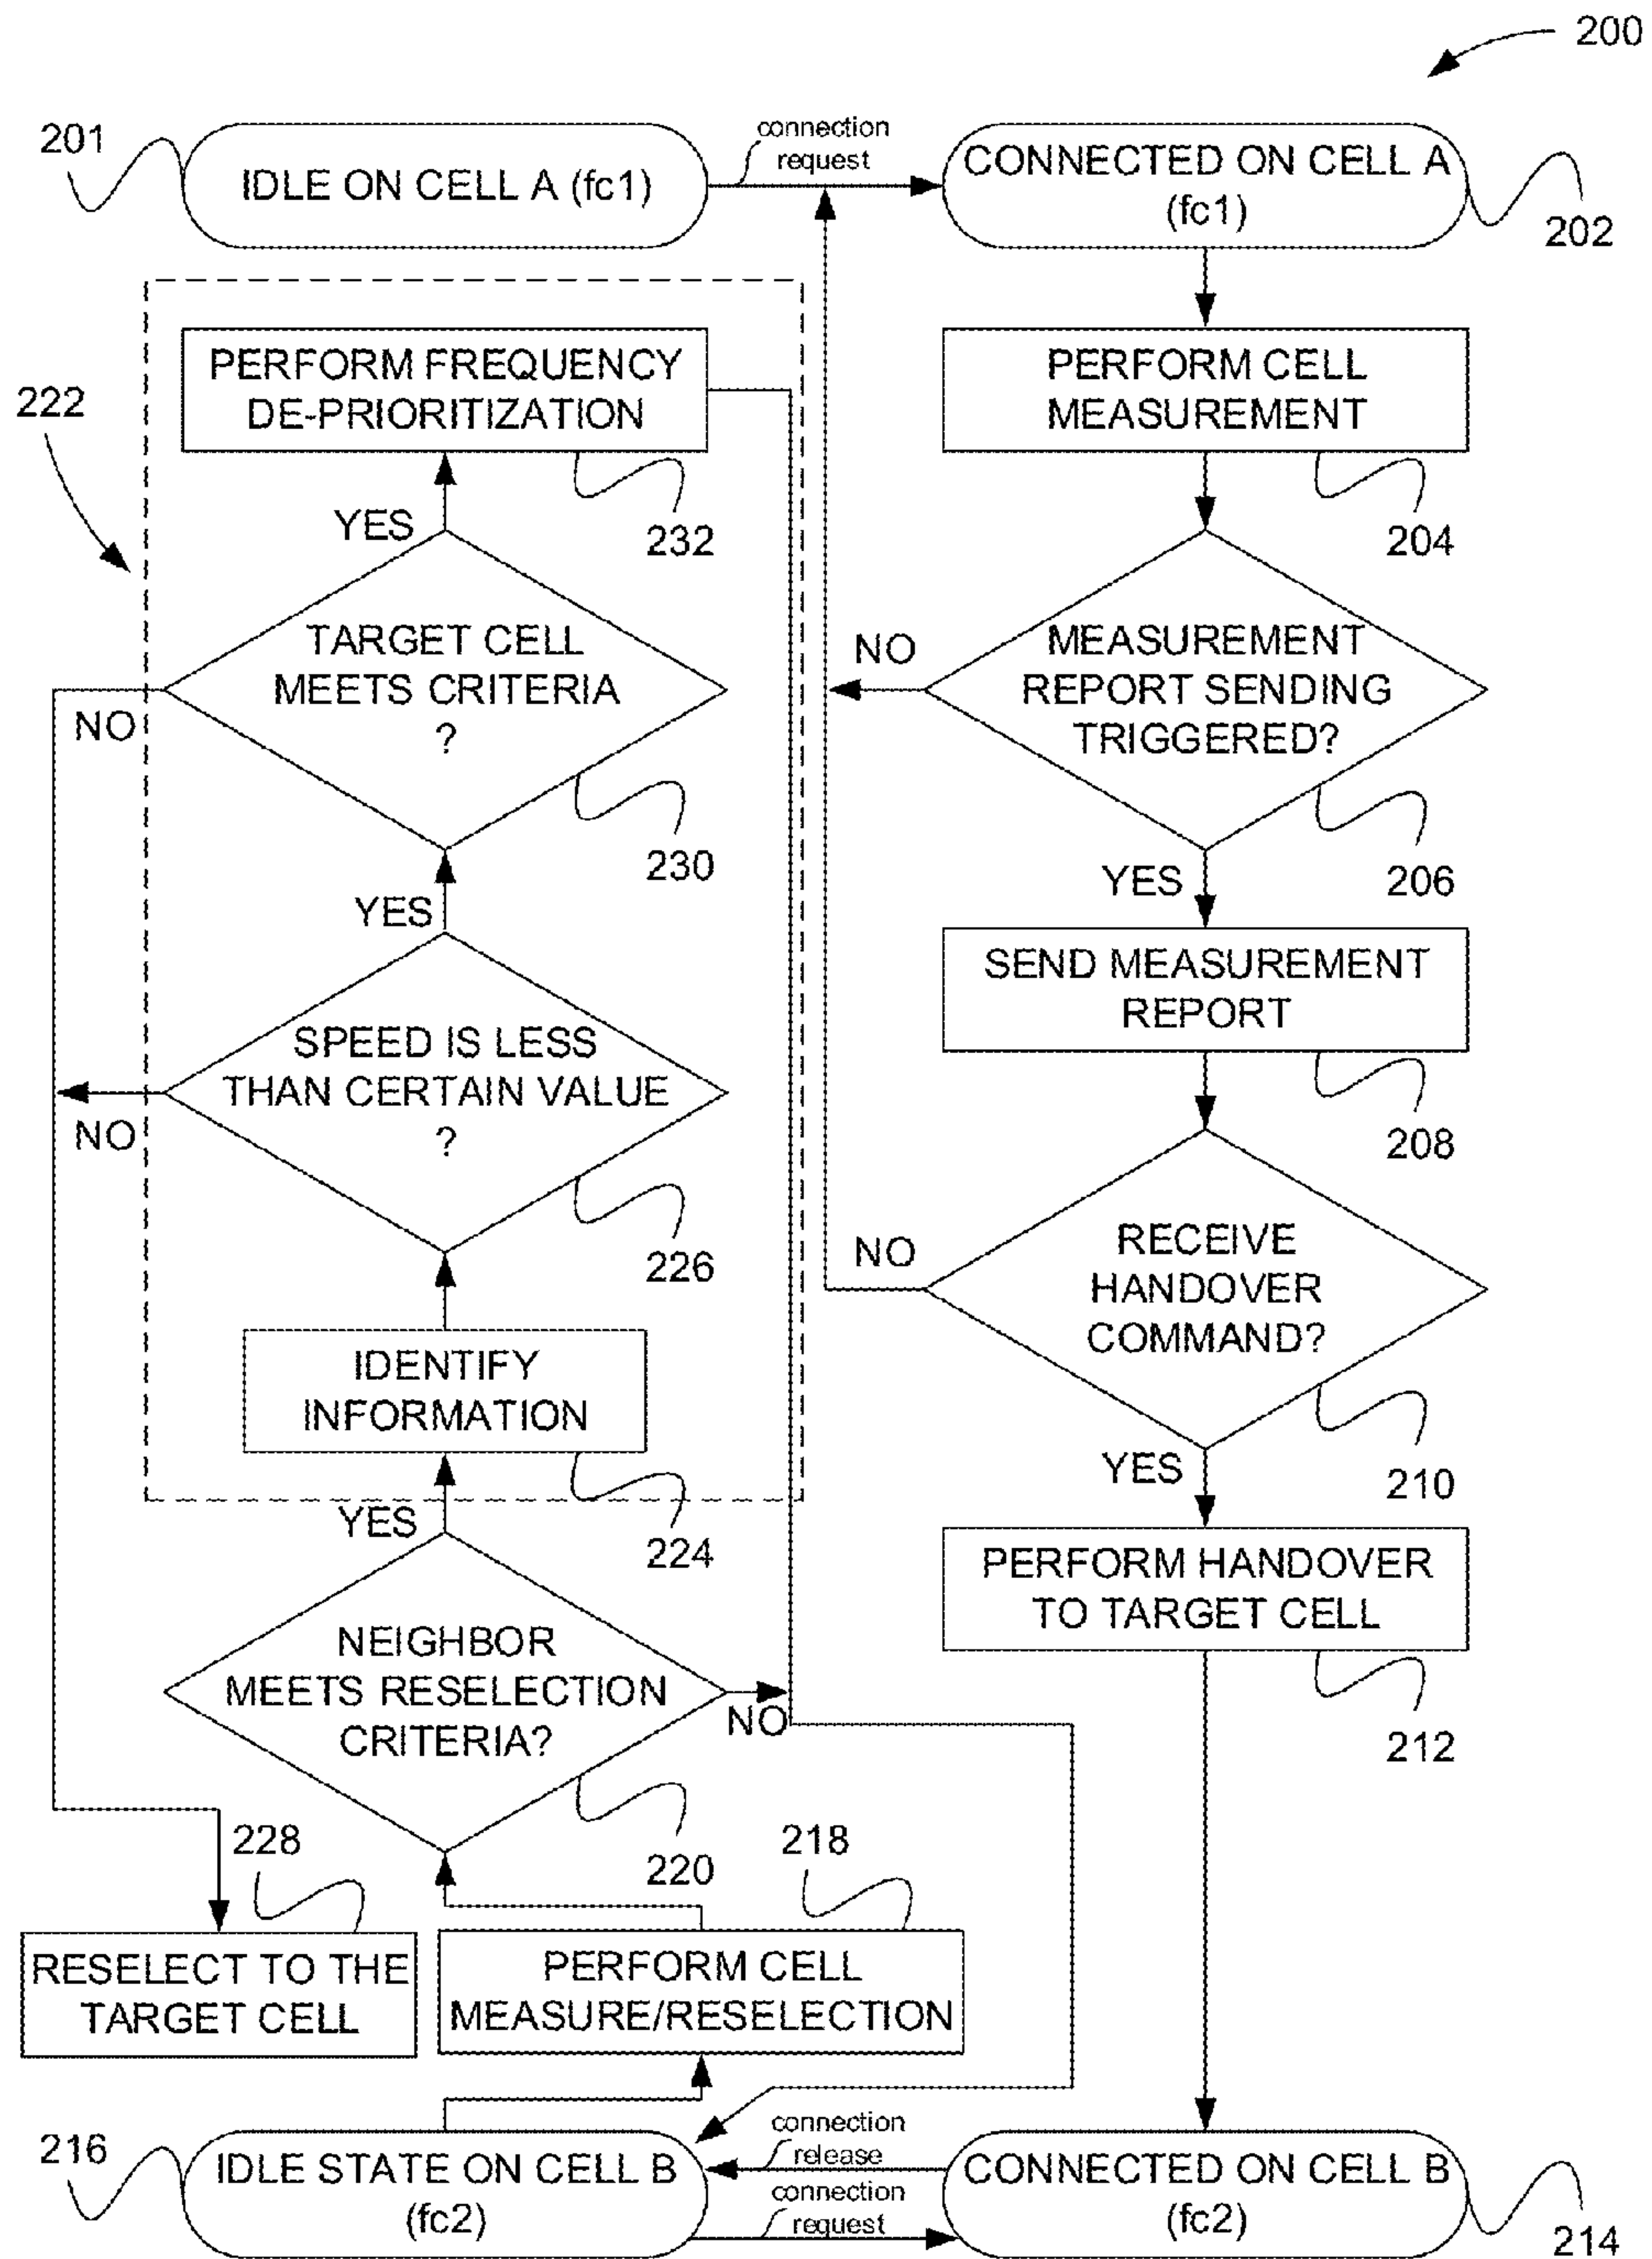 200
201
IDLE ON CELL A (fc1)
connection
request
CONNECTED ON CELL A
(fc1)
202
222
PERFORM FREQUENCY
DE-PRIORITIZATION
232
PERFORM CELL
MEASUREMENT
204
YES
TARGET CELL
MEETS CRITERIA
?
NO
230
MEASUREMENT
REPORT SENDING
TRIGGERED?
NO
206
YES
YES
SEND MEASUREMENT
REPORT
208
SPEED IS LESS
THAN CERTAIN VALUE
?
NO
226
RECEIVE
HANDOVER
COMMAND?
NO
210
YES
IDENTIFY
INFORMATION
224
YES
PERFORM HANDOVER
TO TARGET CELL
212
NEIGHBOR
MEETS RESELECTION
CRITERIA?
NO
220
228
218
RESELECT TO THE
TARGET CELL
PERFORM CELL
MEASURE/RESELECTION
216
IDLE STATE ON CELL B
(fc2)
connection
release
connection
request
CONNECTED ON CELL B
(fc2)
214